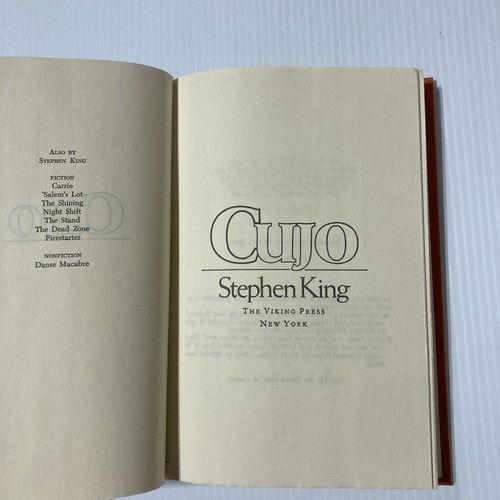 Also by
Stephen King
FICTION
Carrie
'Salem's Lot
The Shining
Night Shift
The Stand
The Dead Zone
Firestarter
NONFICTION
Danse Macabre
Cujo
Stephen King
The Viking Press
New York